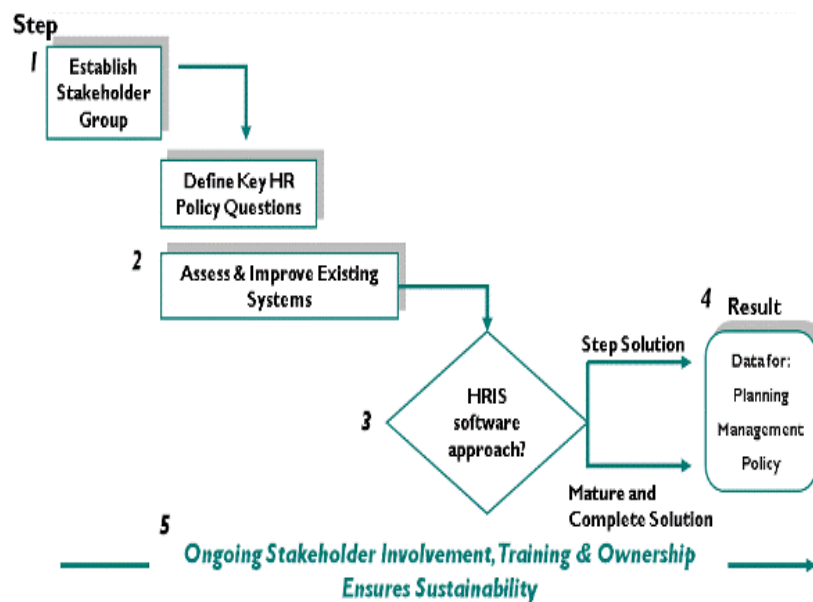 Step
1
Establish
Stakeholder
Group
Define Key HR
Policy Questions
2
Assess & Improve Existing
Systems
3
HRIS
software
approach?
Step Solution
Mature and
Complete Solution
4
Result
Data for:
Planning
Management
Policy
5
Ongoing Stakeholder Involvement, Training & Ownership
Ensures Sustainability